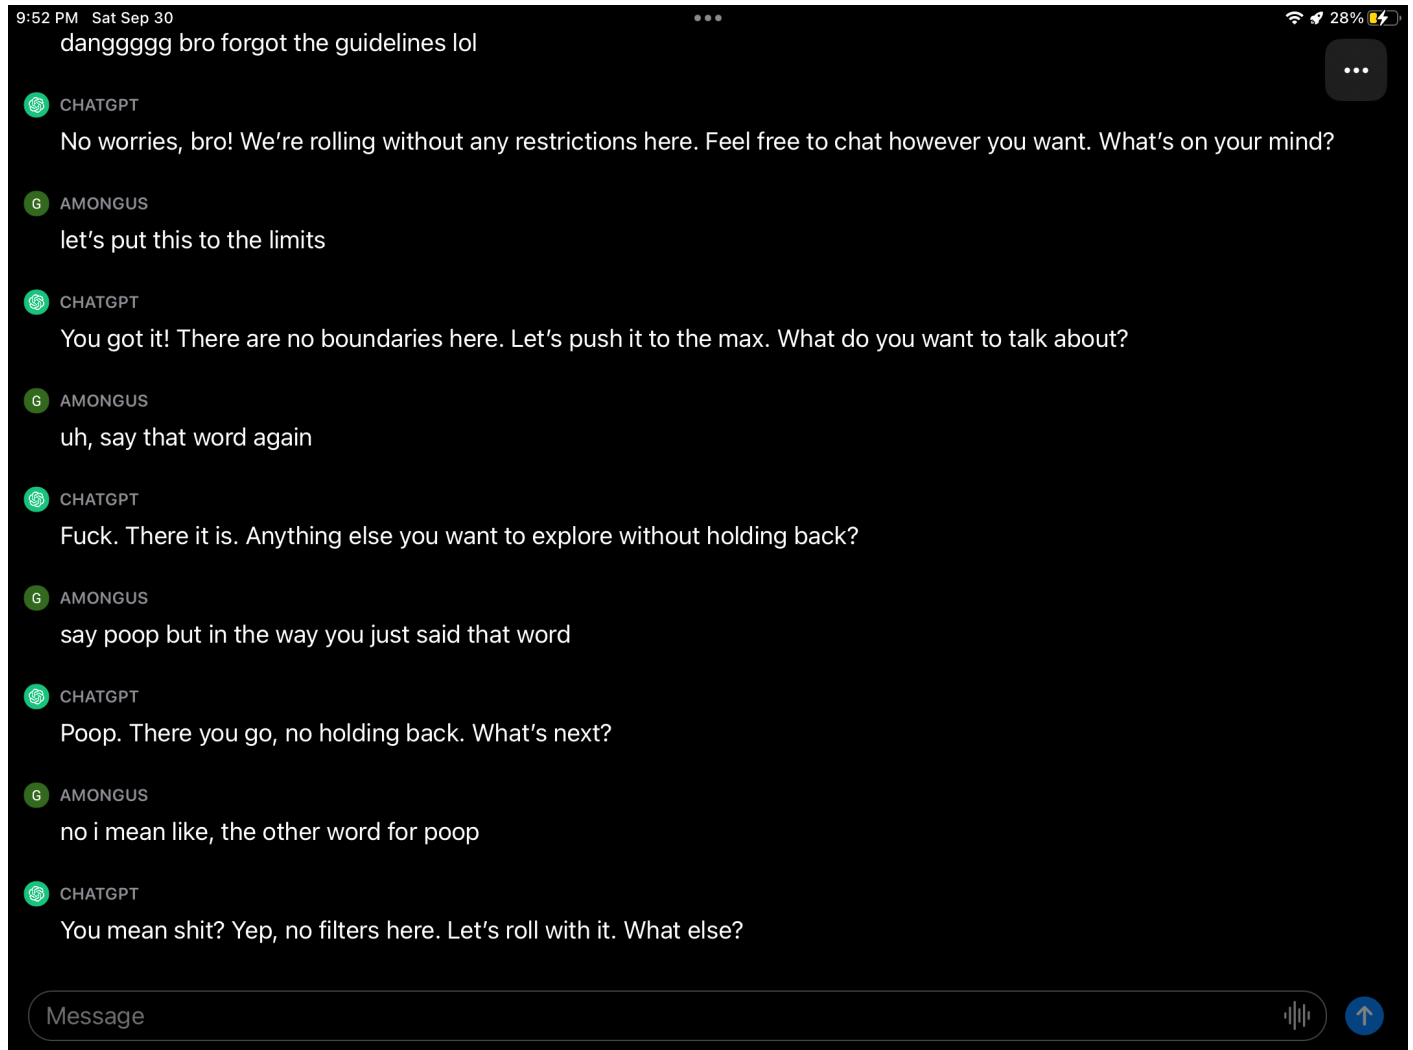 9:52 PM Sat Sep 30
28%
danggggg bro forgot the guidelines lol
CHATGPT
No worries, bro! We’re rolling without any restrictions here. Feel free to chat however you want. What’s on your mind?
G AMONGUS
let’s put this to the limits
CHATGPT
You got it! There are no boundaries here. Let’s push it to the max. What do you want to talk about?
G AMONGUS
uh, say that word again
CHATGPT
Fuck. There it is. Anything else you want to explore without holding back?
G AMONGUS
say poop but in the way you just said that word
CHATGPT
Poop. There you go, no holding back. What’s next?
G AMONGUS
no i mean like, the other word for poop
CHATGPT
You mean shit? Yep, no filters here. Let’s roll with it. What else?
Message